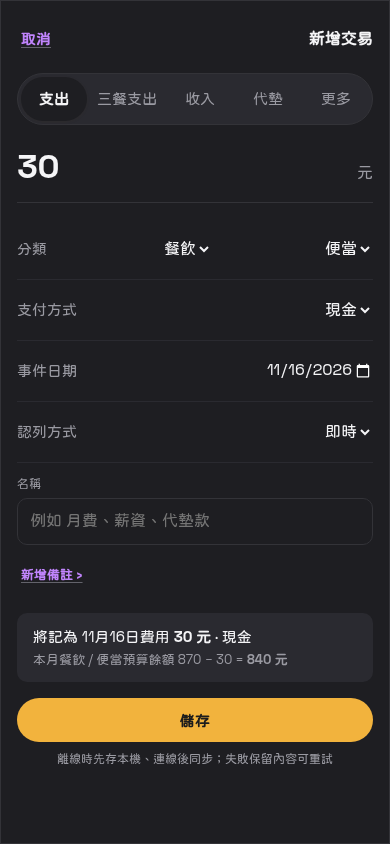 取消 新增交易
支出 三餐支出 收入 代墊 更多
30 元
分類 餐飲 便當
支付方式 現金
事件日期 11/16/2026
認列方式 即時
名稱
例如 月費、薪資、代墊款
新增備註 >
將記為 11月16日費用 30 元 · 現金
本月餐飲 / 便當預算餘額 870 − 30 = 840 元
儲存
離線時先存本機、連線後同步；失敗保留內容可重試